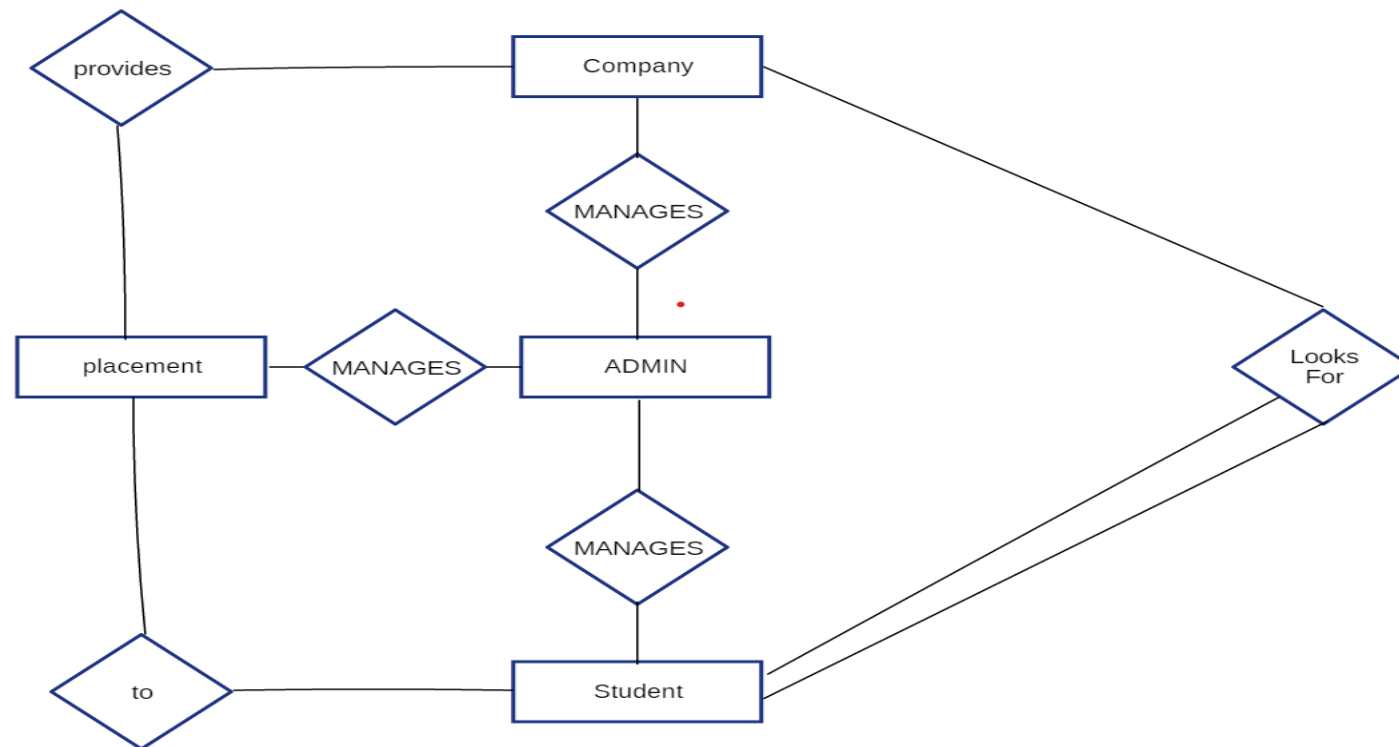 provides
Company
MANAGES
placement
MANAGES
ADMIN
Looks
For
MANAGES
to
Student